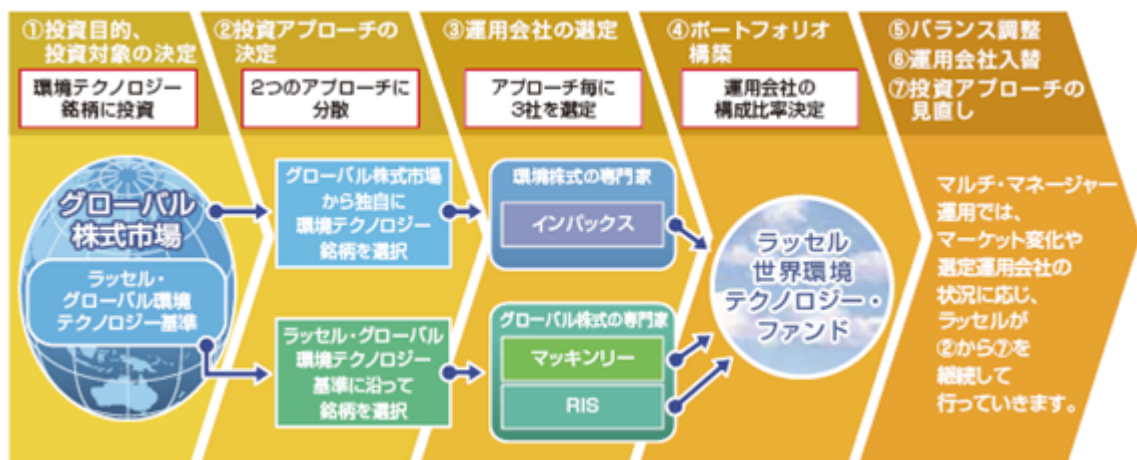 ①投資目的、
投資対象の決定
環境テクノロジー
銘柄に投資
グローバル
株式市場
ラッセル・
グローバル環境
テクノロジー基準
②投資アプローチの
決定
2つのアプローチに
分散
グローバル株式市場
から独自に
環境テクノロジー
銘柄を選択
ラッセル・グローバル
環境テクノロジー
基準に沿って
銘柄を選択
③運用会社の選定
アプローチ毎に
3社を選定
環境株式の専門家
インパックス
グローバル株式の専門家
マッキンリー
RIS
④ポートフォリオ
構築
運用会社の
構成比率決定
ラッセル
世界環境
テクノロジー・
ファンド
⑤バランス調整
⑥運用会社入替
⑦投資アプローチの
見直し
マルチ・マネージャー
運用では、
マーケット変化や
選定運用会社の
状況に応じ、
ラッセルが
②から⑦を
継続して
行っていきます。